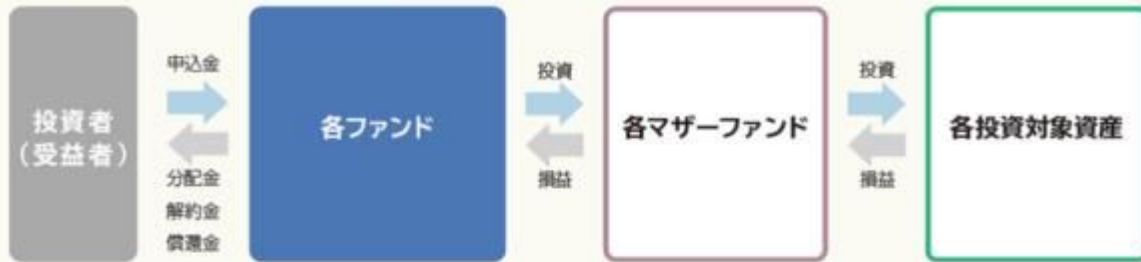 投資者
（受益者）
申込金
分配金
解約金
償還金
各ファンド
投資
損益
各マザーファンド
投資
損益
各投資対象資産